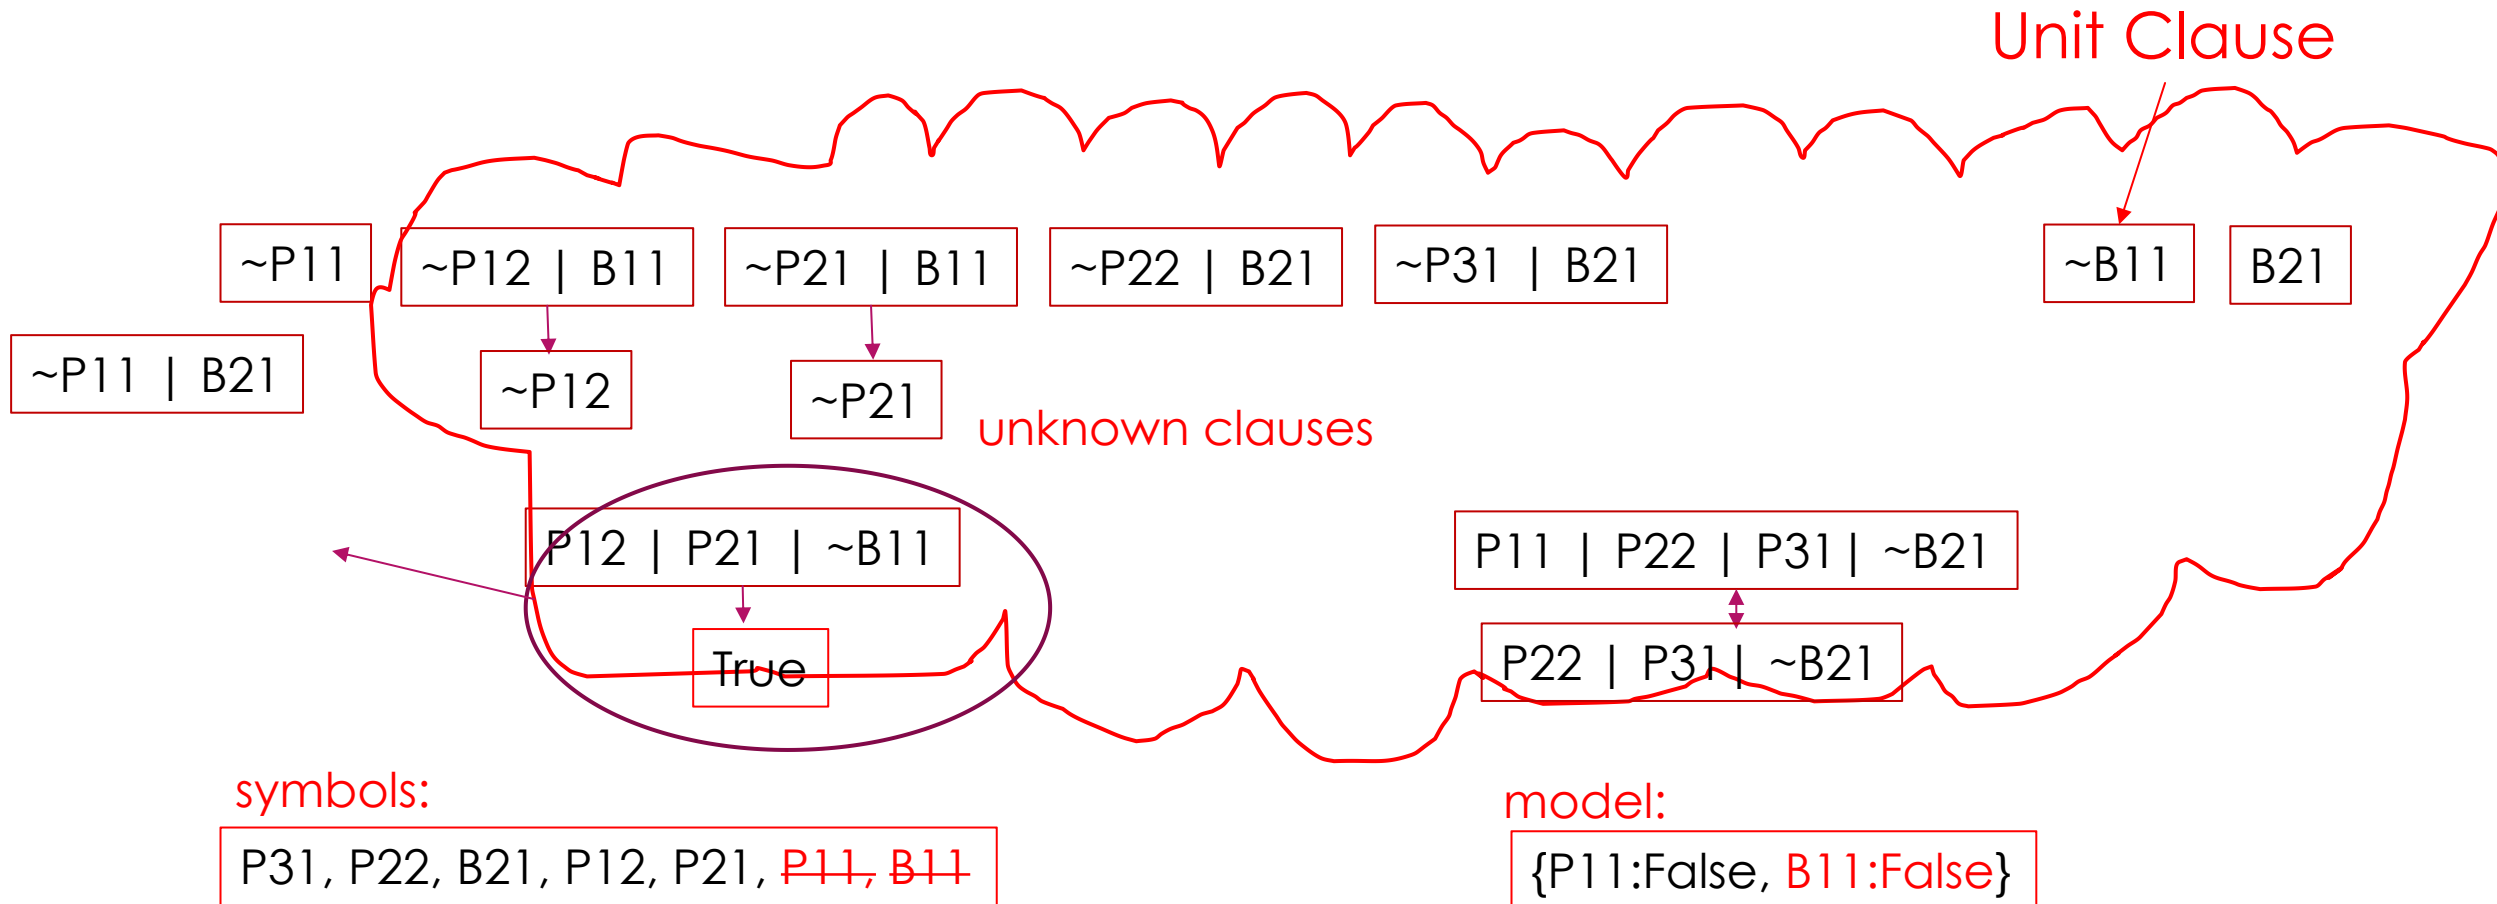 Unit Clause
~P11
~P12 | B11
~P21 | B11
~P22 | B21
~P31 | B21
~B11
B21
~P11 | B21
~P12
~P21
unknown clauses
P12 | P21 | ~B11
P11 | P22 | P31| ~B21
True
P22 | P31| ~B21
symbols:
model:
P31, P22, B21, P12, P21, P11, B11
{P11:False, B11:False}